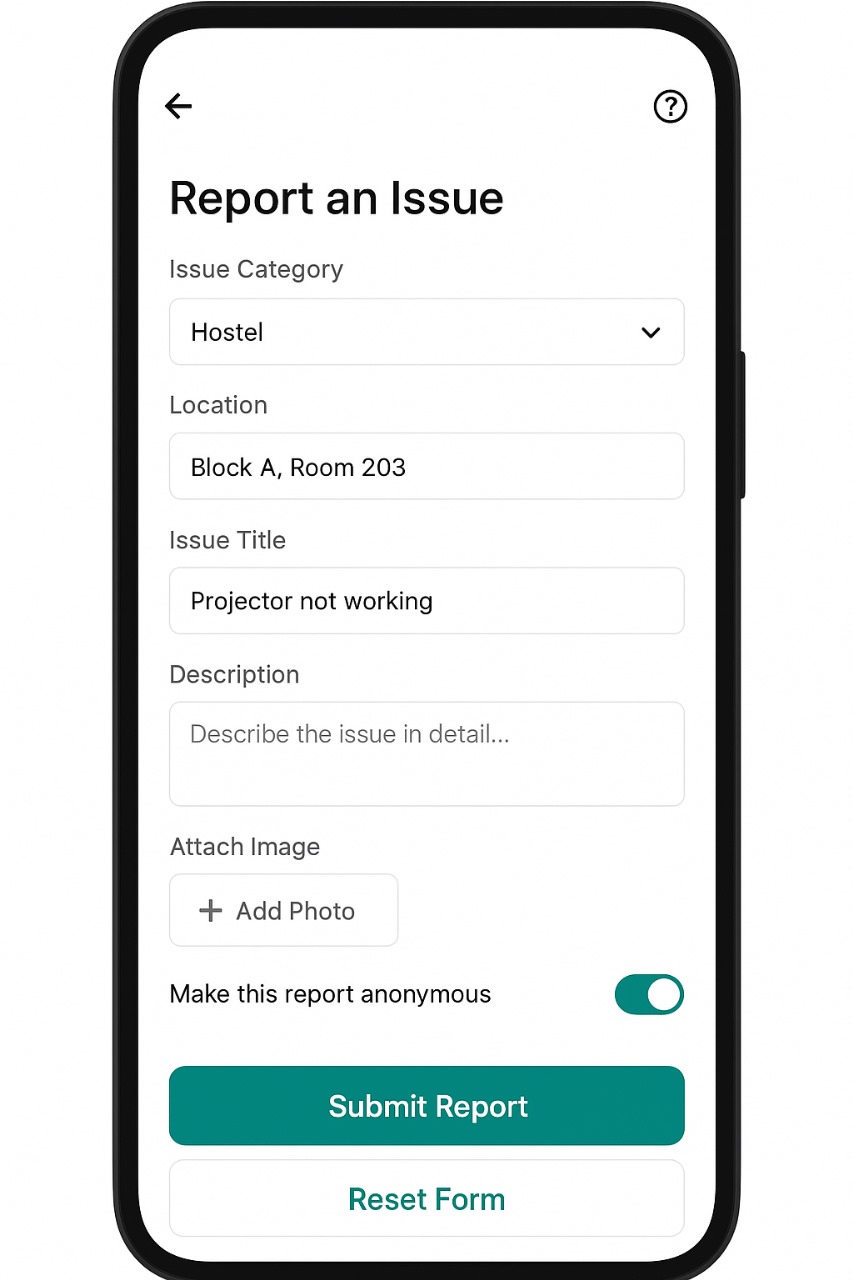 ?
Report an Issue
Issue Category
Hostel
Location
Block A, Room 203
Issue Title
Projector not working
Description
Describe the issue in detail...
Attach Image
+ Add Photo
Make this report anonymous
Submit Report
Reset Form